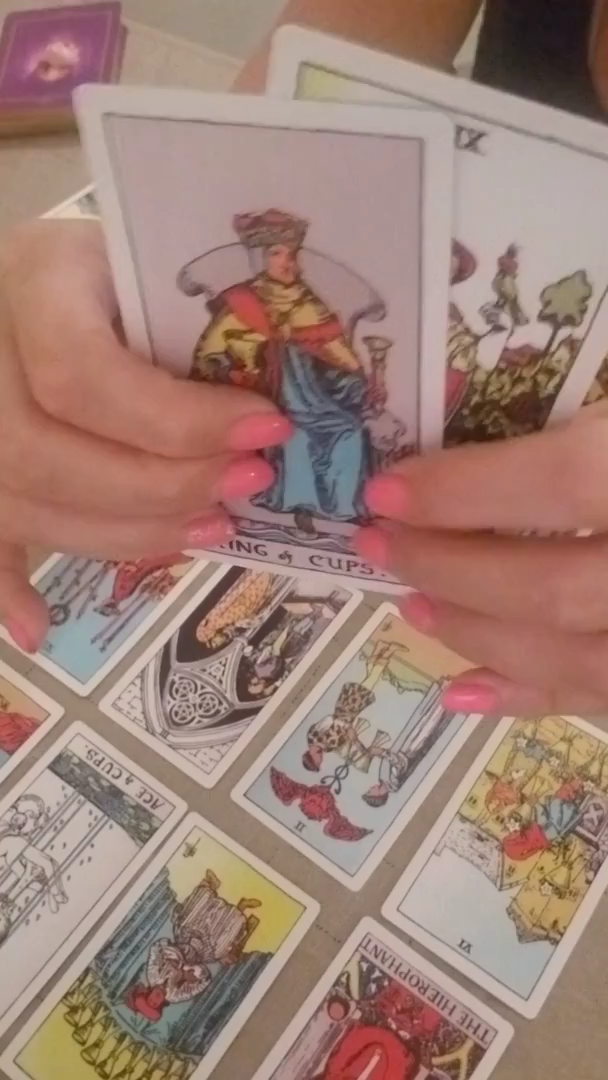 IX
KING of CUPS.
ACE of CUPS.
II
VI
THE HIEROPHANT